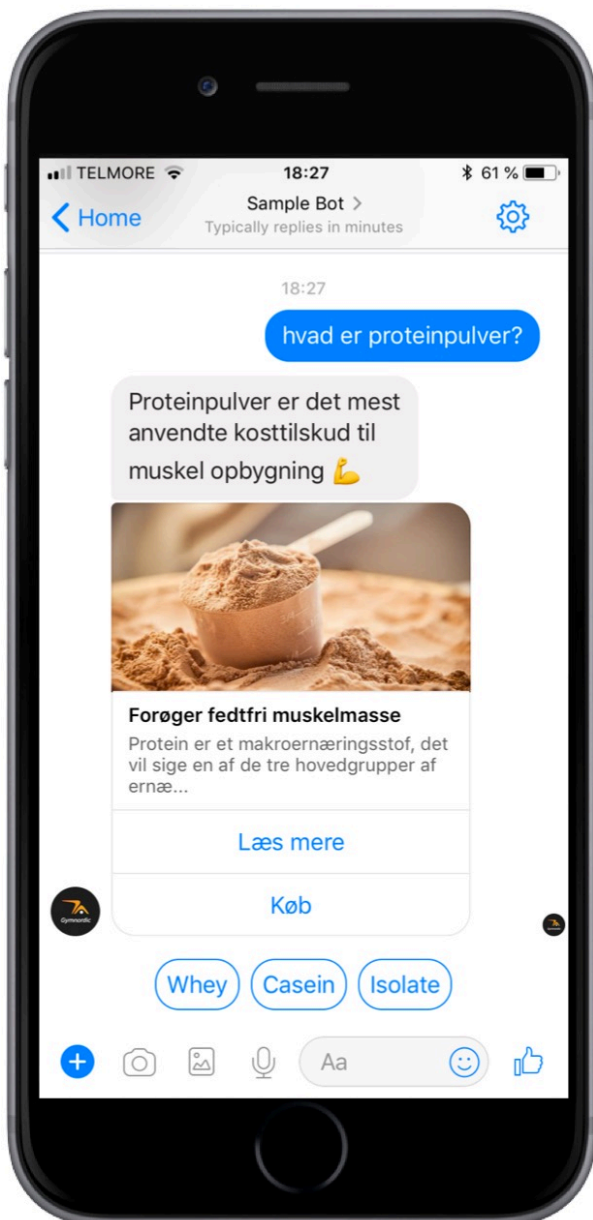 TELMORE 18:27 61 %
Home Sample Bot >
Typically replies in minutes
18:27
hvad er proteinpulver?
Proteinpulver er det mest
anvendte kosttilskud til
muskel opbygning 💪
Forøger fedtfri muskelmasse
Protein er et makroernæringsstof, det
vil sige en af de tre hovedgrupper af
ernæ...
Læs mere
Køb
Gymnordic
Whey Casein Isolate
Aa